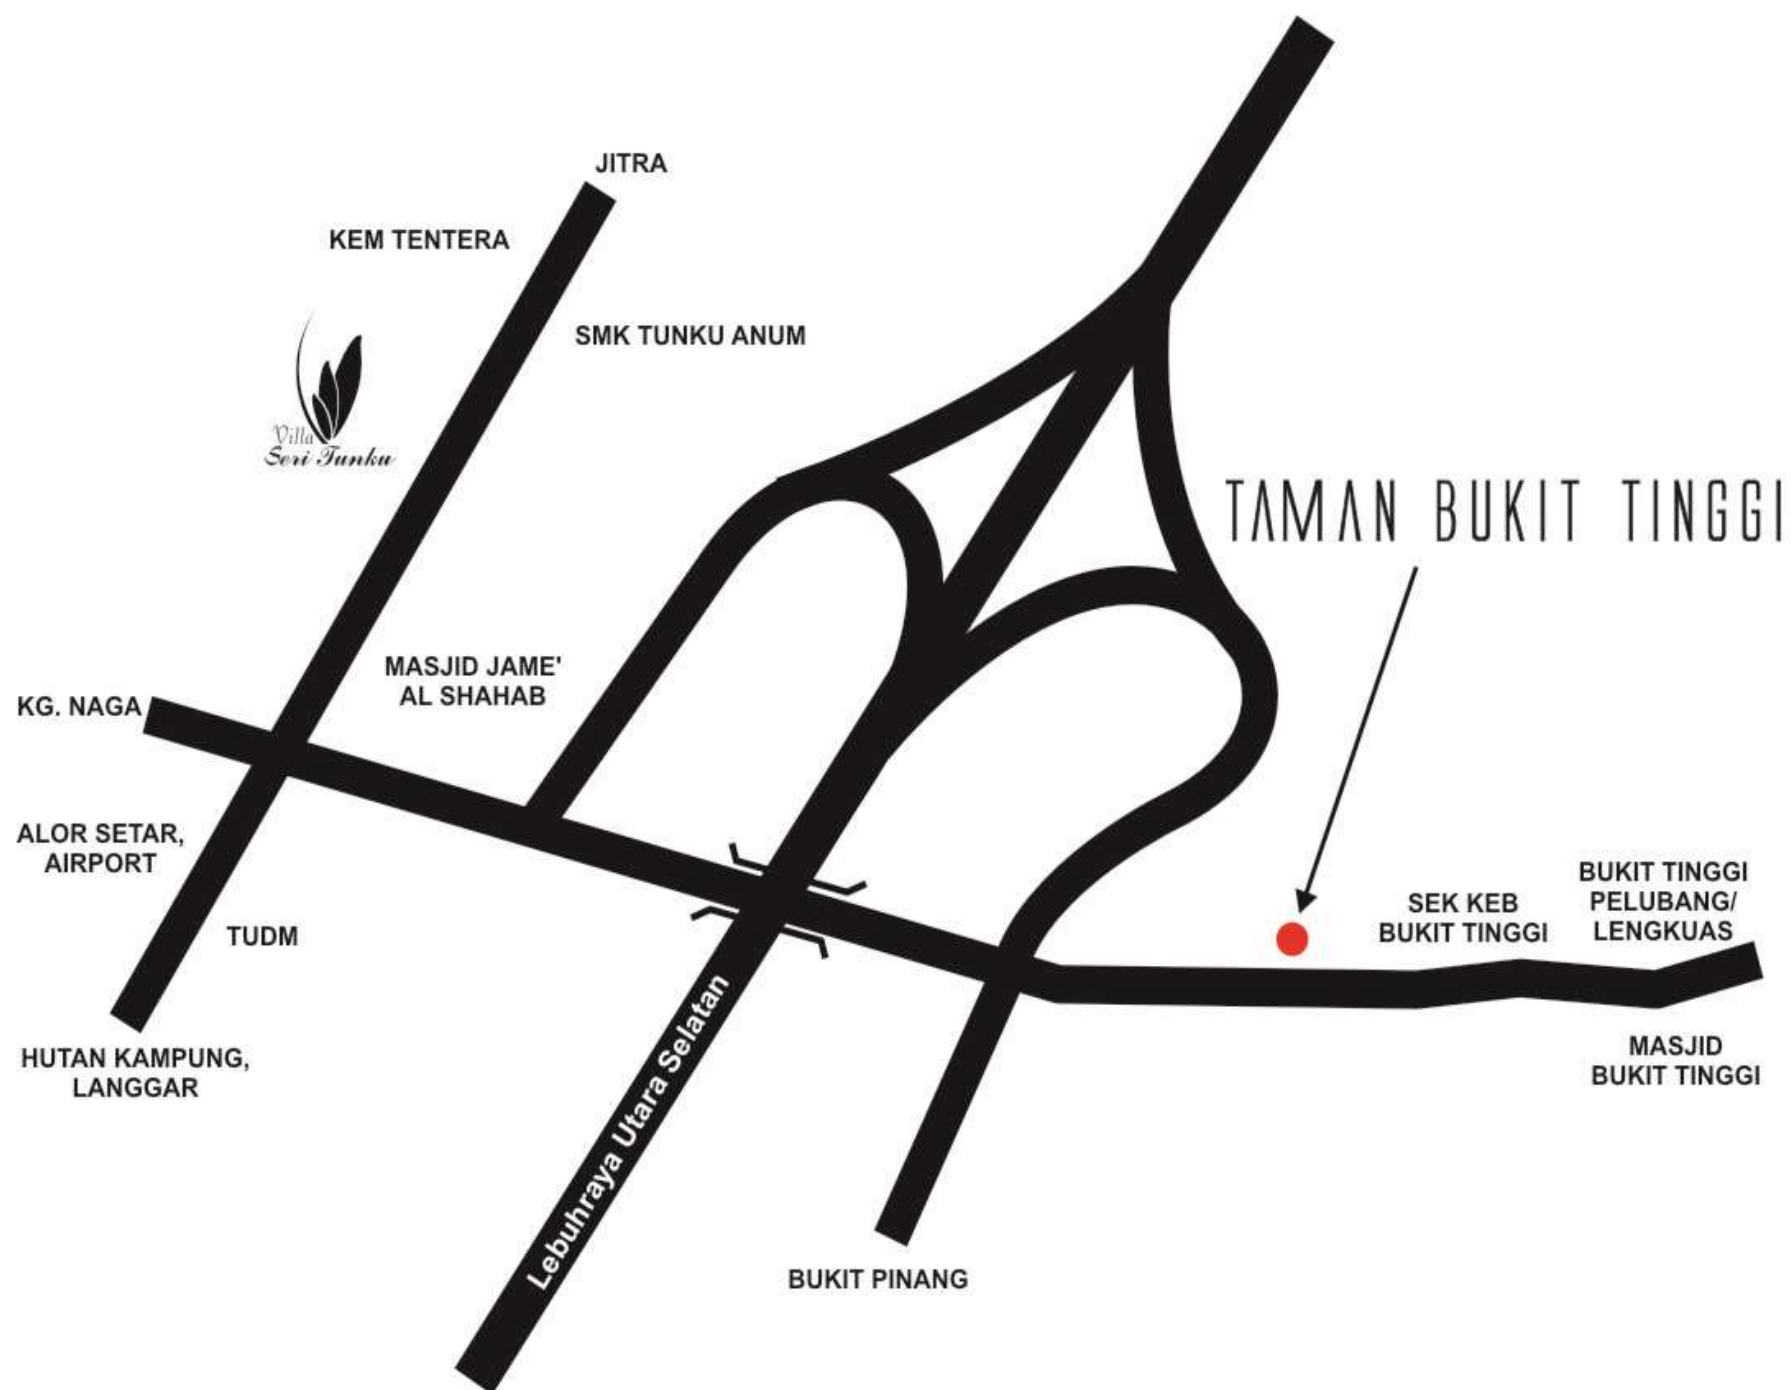 JITRA
KEM TENTERA
SMK TUNKU ANUM
Villa
Seri Tunku
TAMAN BUKIT TINGGI
MASJID JAME'
AL SHAHAB
KG. NAGA
ALOR SETAR,
AIRPORT
TUDM
BUKIT TINGGI
PELUBANG/
LENGKUAS
SEK KEB
BUKIT TINGGI
HUTAN KAMPUNG,
LANGGAR
Lebuhraya Utara Selatan
MASJID
BUKIT TINGGI
BUKIT PINANG